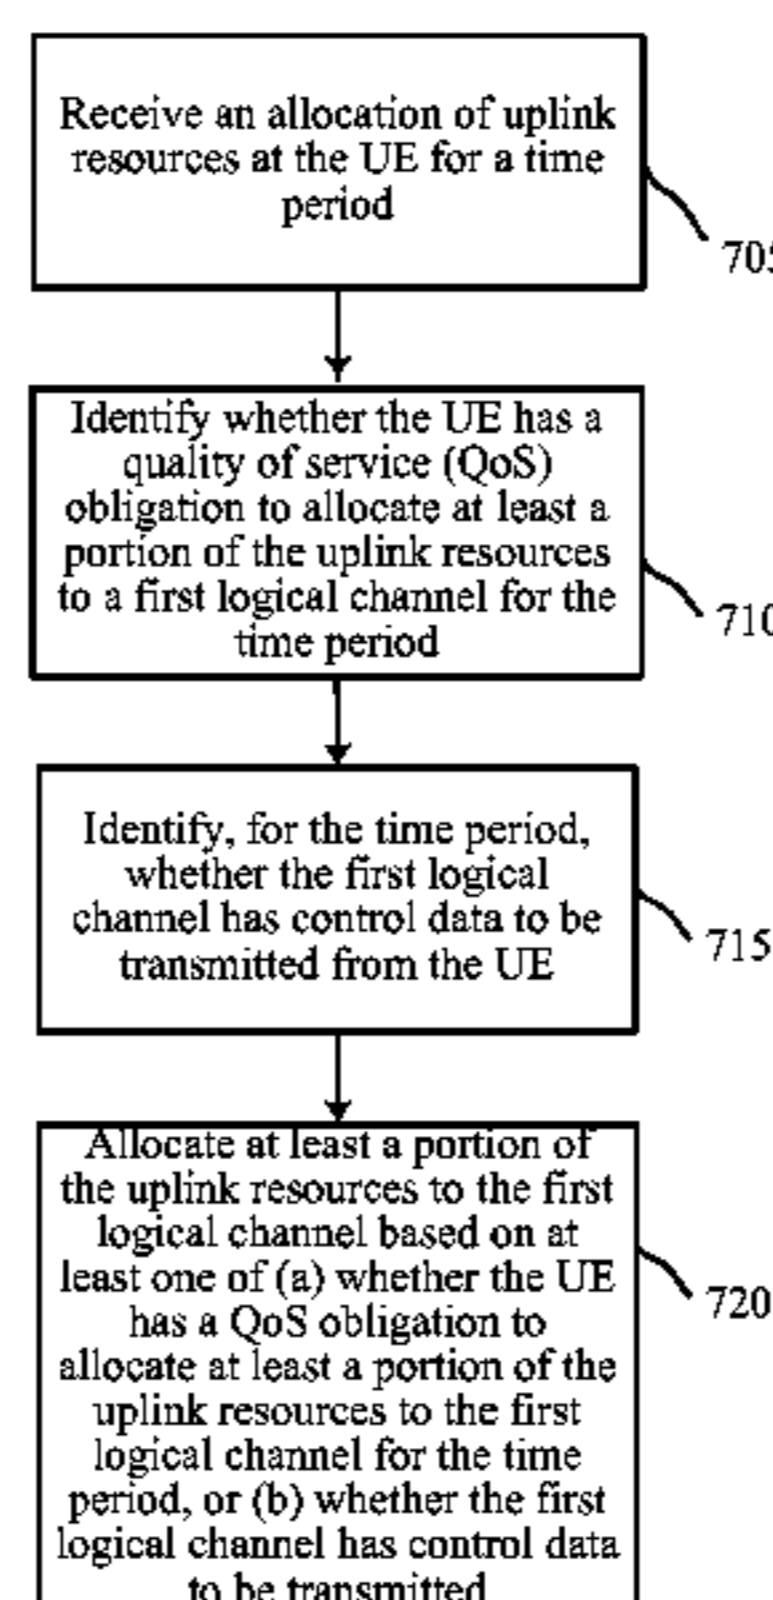 Receive an allocation of uplink
resources at the UE for a time
period
705
Identify whether the UE has a
quality of service (QoS)
obligation to allocate at least a
portion of the uplink resources
to a first logical channel for the
time period
710
Identify, for the time period,
whether the first logical
channel has control data to be
transmitted from the UE
715
Allocate at least a portion of
the uplink resources to the first
logical channel based on at
least one of (a) whether the UE
has a QoS obligation to
allocate at least a portion of the
uplink resources to the first
logical channel for the time
period, or (b) whether the first
logical channel has control data
to be transmitted
720